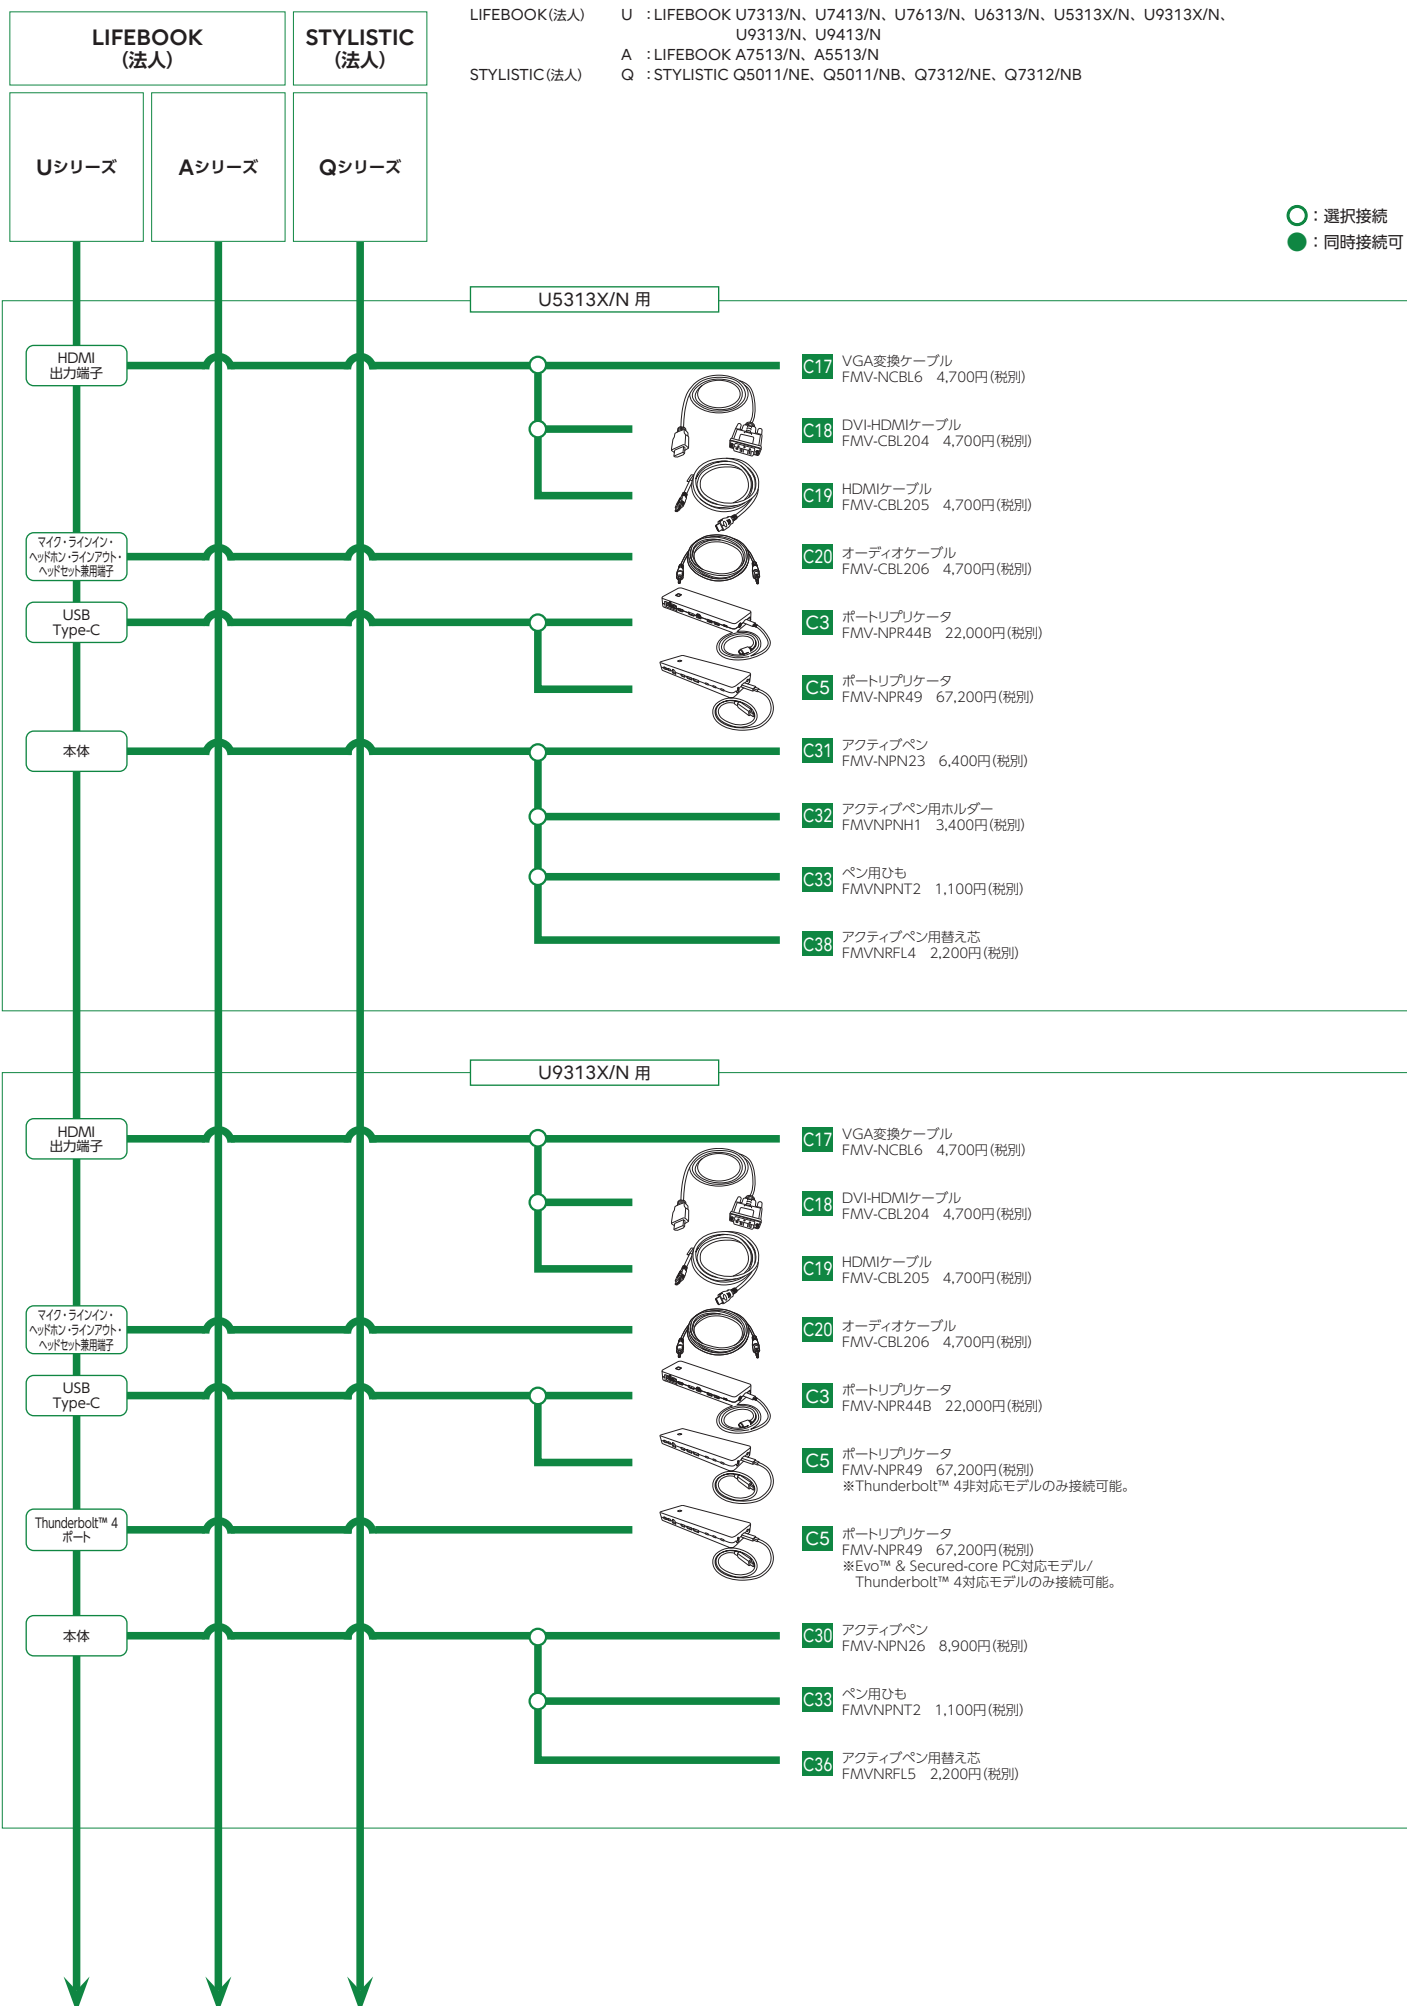 LIFEBOOK
(法人)
STYLISTIC
(法人)
LIFEBOOK(法人) U :LIFEBOOK U7313/N、U7413/N、U7613/N、U6313/N、U5313X/N、U9313X/N、
U9313/N、U9413/N
A :LIFEBOOK A7513/N、A5513/N
STYLISTIC(法人) Q :STYLISTIC Q5011/NE、Q5011/NB、Q7312/NE、Q7312/NB
Uシリーズ
Aシリーズ
Qシリーズ
:選択接続
:同時接続可
U5313X/N 用
HDMI
出力端子
C17 VGA変換ケーブル
FMV-NCBL6 4,700円(税別)
C18 DVI-HDMIケーブル
FMV-CBL204 4,700円(税別)
C19 HDMIケーブル
FMV-CBL205 4,700円(税別)
マイク・ラインイン・
ヘッドホン・ラインアウト・
ヘッドセット兼用端子
C20 オーディオケーブル
FMV-CBL206 4,700円(税別)
USB
Type-C
C3 ポートリプリケータ
FMV-NPR44B 22,000円(税別)
C5 ポートリプリケータ
FMV-NPR49 67,200円(税別)
本体
C31 アクティブペン
FMV-NPN23 6,400円(税別)
C32 アクティブペン用ホルダー
FMVNPNH1 3,400円(税別)
C33 ペン用ひも
FMVNPNT2 1,100円(税別)
C38 アクティブペン用替え芯
FMVNRFL4 2,200円(税別)
U9313X/N 用
HDMI
出力端子
C17 VGA変換ケーブル
FMV-NCBL6 4,700円(税別)
C18 DVI-HDMIケーブル
FMV-CBL204 4,700円(税別)
C19 HDMIケーブル
FMV-CBL205 4,700円(税別)
マイク・ラインイン・
ヘッドホン・ラインアウト・
ヘッドセット兼用端子
C20 オーディオケーブル
FMV-CBL206 4,700円(税別)
USB
Type-C
C3 ポートリプリケータ
FMV-NPR44B 22,000円(税別)
C5 ポートリプリケータ
FMV-NPR49 67,200円(税別)
※Thunderbolt™ 4非対応モデルのみ接続可能。
Thunderbolt™ 4
ポート
C5 ポートリプリケータ
FMV-NPR49 67,200円(税別)
※Evo™ & Secured-core PC対応モデル/
Thunderbolt™ 4対応モデルのみ接続可能。
本体
C30 アクティブペン
FMV-NPN26 8,900円(税別)
C33 ペン用ひも
FMVNPNT2 1,100円(税別)
C36 アクティブペン用替え芯
FMVNRFL5 2,200円(税別)